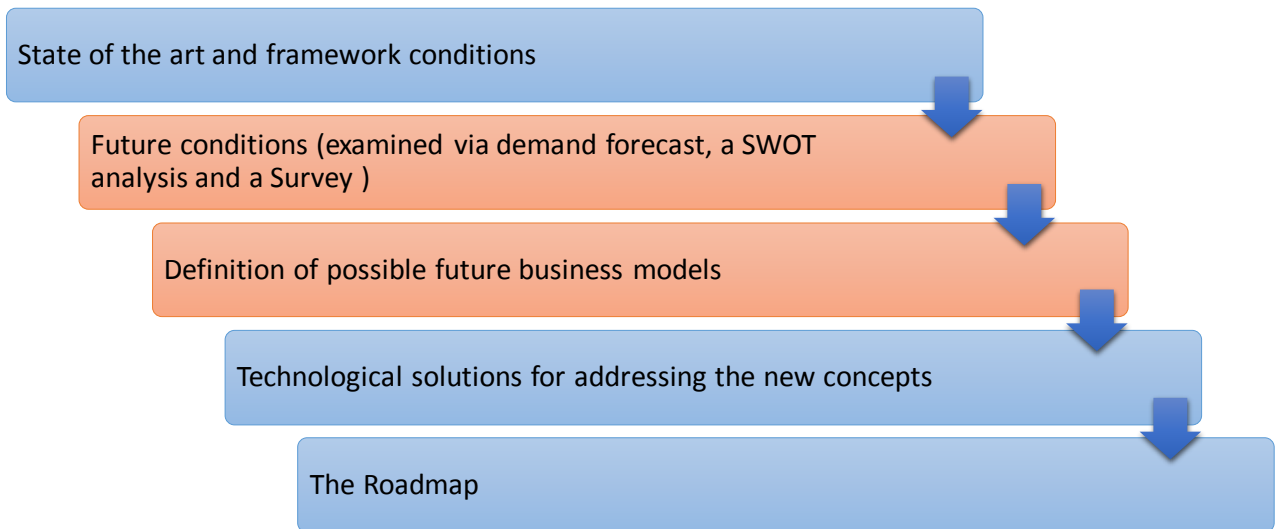 State of the art and framework conditions
Future conditions (examined via demand forecast, a SWOT
analysis and a Survey )
Definition of possible future business models
Technological solutions for addressing the new concepts
The Roadmap